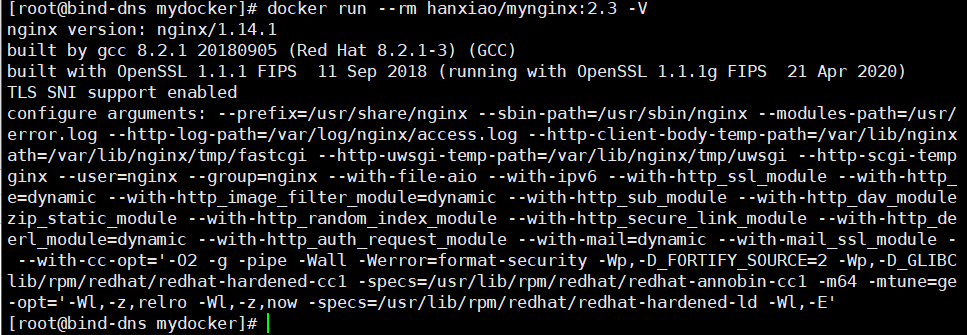 [root@bind-dns mydocker]# docker run --rm hanxiao/mynginx:2.3 -V
nginx version: nginx/1.14.1
built by gcc 8.2.1 20180905 (Red Hat 8.2.1-3) (GCC)
built with OpenSSL 1.1.1 FIPS  11 Sep 2018 (running with OpenSSL 1.1.1g FIPS  21 Apr 2020)
TLS SNI support enabled
configure arguments: --prefix=/usr/share/nginx --sbin-path=/usr/sbin/nginx --modules-path=/usr/
error.log --http-log-path=/var/log/nginx/access.log --http-client-body-temp-path=/var/lib/nginx
ath=/var/lib/nginx/tmp/fastcgi --http-uwsgi-temp-path=/var/lib/nginx/tmp/uwsgi --http-scgi-temp
ginx --user=nginx --group=nginx --with-file-aio --with-ipv6 --with-http_ssl_module --with-http_
e=dynamic --with-http_image_filter_module=dynamic --with-http_sub_module --with-http_dav_module
zip_static_module --with-http_random_index_module --with-http_secure_link_module --with-http_de
erl_module=dynamic --with-http_auth_request_module --with-mail=dynamic --with-mail_ssl_module -
 --with-cc-opt='-O2 -g -pipe -Wall -Werror=format-security -Wp,-D_FORTIFY_SOURCE=2 -Wp,-D_GLIBC
lib/rpm/redhat/redhat-hardened-cc1 -specs=/usr/lib/rpm/redhat/redhat-annobin-cc1 -m64 -mtune=ge
-opt='-Wl,-z,relro -Wl,-z,now -specs=/usr/lib/rpm/redhat/redhat-hardened-ld -Wl,-E'
[root@bind-dns mydocker]#